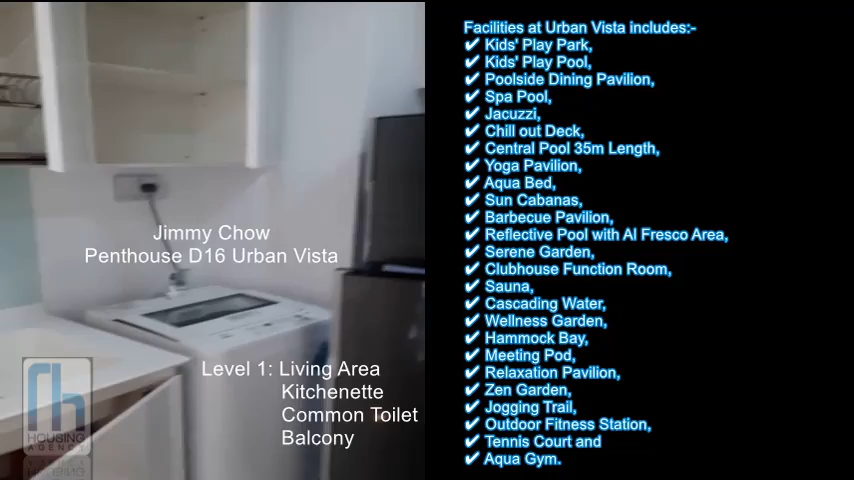 Jimmy Chow
Penthouse D16 Urban Vista
Level 1: Living Area
Kitchenette
Common Toilet
Balcony
HOUSING
AGENCY
Facilities at Urban Vista includes:-
✔ Kids' Play Park,
✔ Kids' Play Pool,
✔ Poolside Dining Pavilion,
✔ Spa Pool,
✔ Jacuzzi,
✔ Chill out Deck,
✔ Central Pool 35m Length,
✔ Yoga Pavilion,
✔ Aqua Bed,
✔ Sun Cabanas,
✔ Barbecue Pavilion,
✔ Reflective Pool with Al Fresco Area,
✔ Serene Garden,
✔ Clubhouse Function Room,
✔ Sauna,
✔ Cascading Water,
✔ Wellness Garden,
✔ Hammock Bay,
✔ Meeting Pod,
✔ Relaxation Pavilion,
✔ Zen Garden,
✔ Jogging Trail,
✔ Outdoor Fitness Station,
✔ Tennis Court and
✔ Aqua Gym.